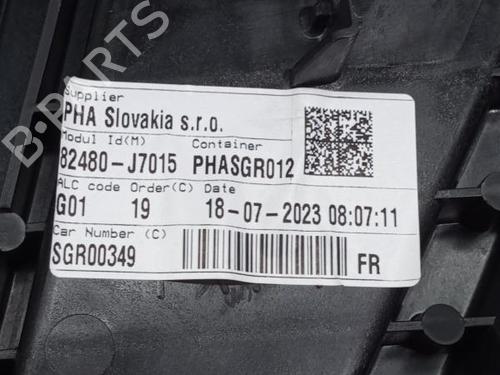 B-PARTS
Supplier
PHA Slovakia s.r.o.
Modul Id(M) Container
82480-J7015 PHASGR012
ALC code Order(C) Date
G01 19 18-07-2023 08:07:11
Car Number (C)
SGR00349 FR